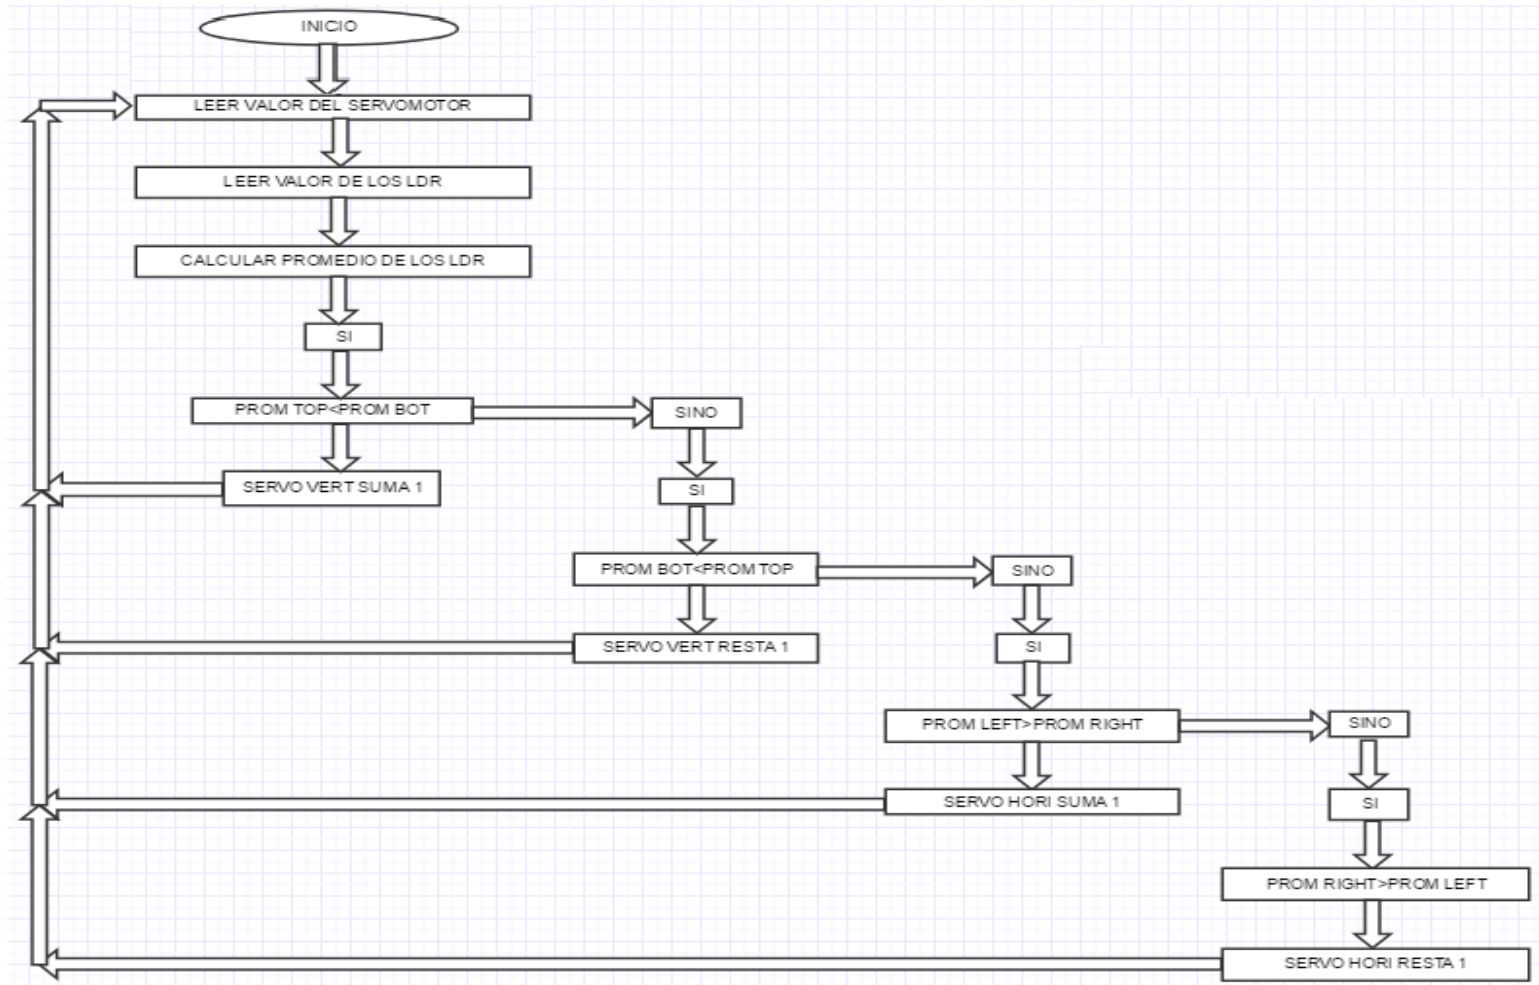 INICIO
LEER VALOR DEL SERVOMOTOR
LEER VALOR DE LOS LDR
CALCULAR PROMEDIO DE LOS LDR
SI
PROM TOP<PROM BOT
SINO
SERVO VERT SUMA 1
SI
PROM BOT<PROM TOP
SINO
SERVO VERT RESTA 1
SI
PROM LEFT>PROM RIGHT
SINO
SERVO HORI SUMA 1
SI
PROM RIGHT>PROM LEFT
SERVO HORI RESTA 1